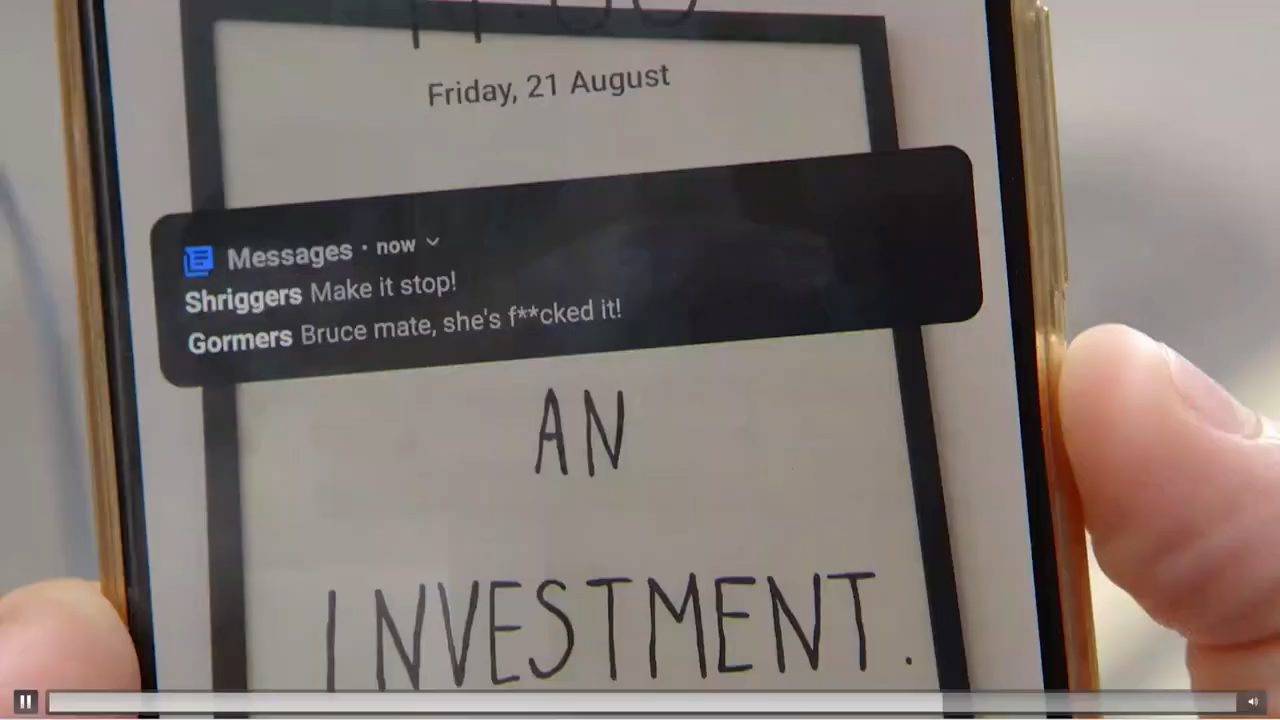 Friday, 21 August
Messages · now
Shriggers Make it stop!
Gormers Bruce mate, she's f**cked it!
AN
INVESTMENT.